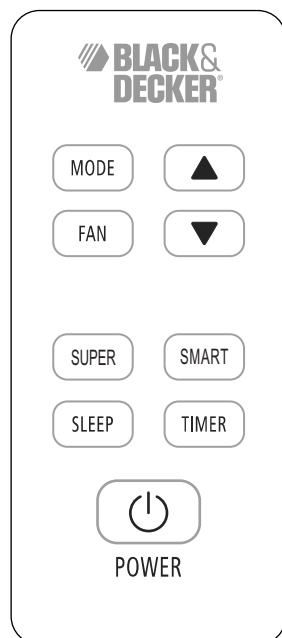 BLACK&
DECKER®
MODE
FAN
SUPER SMART
SLEEP TIMER
POWER